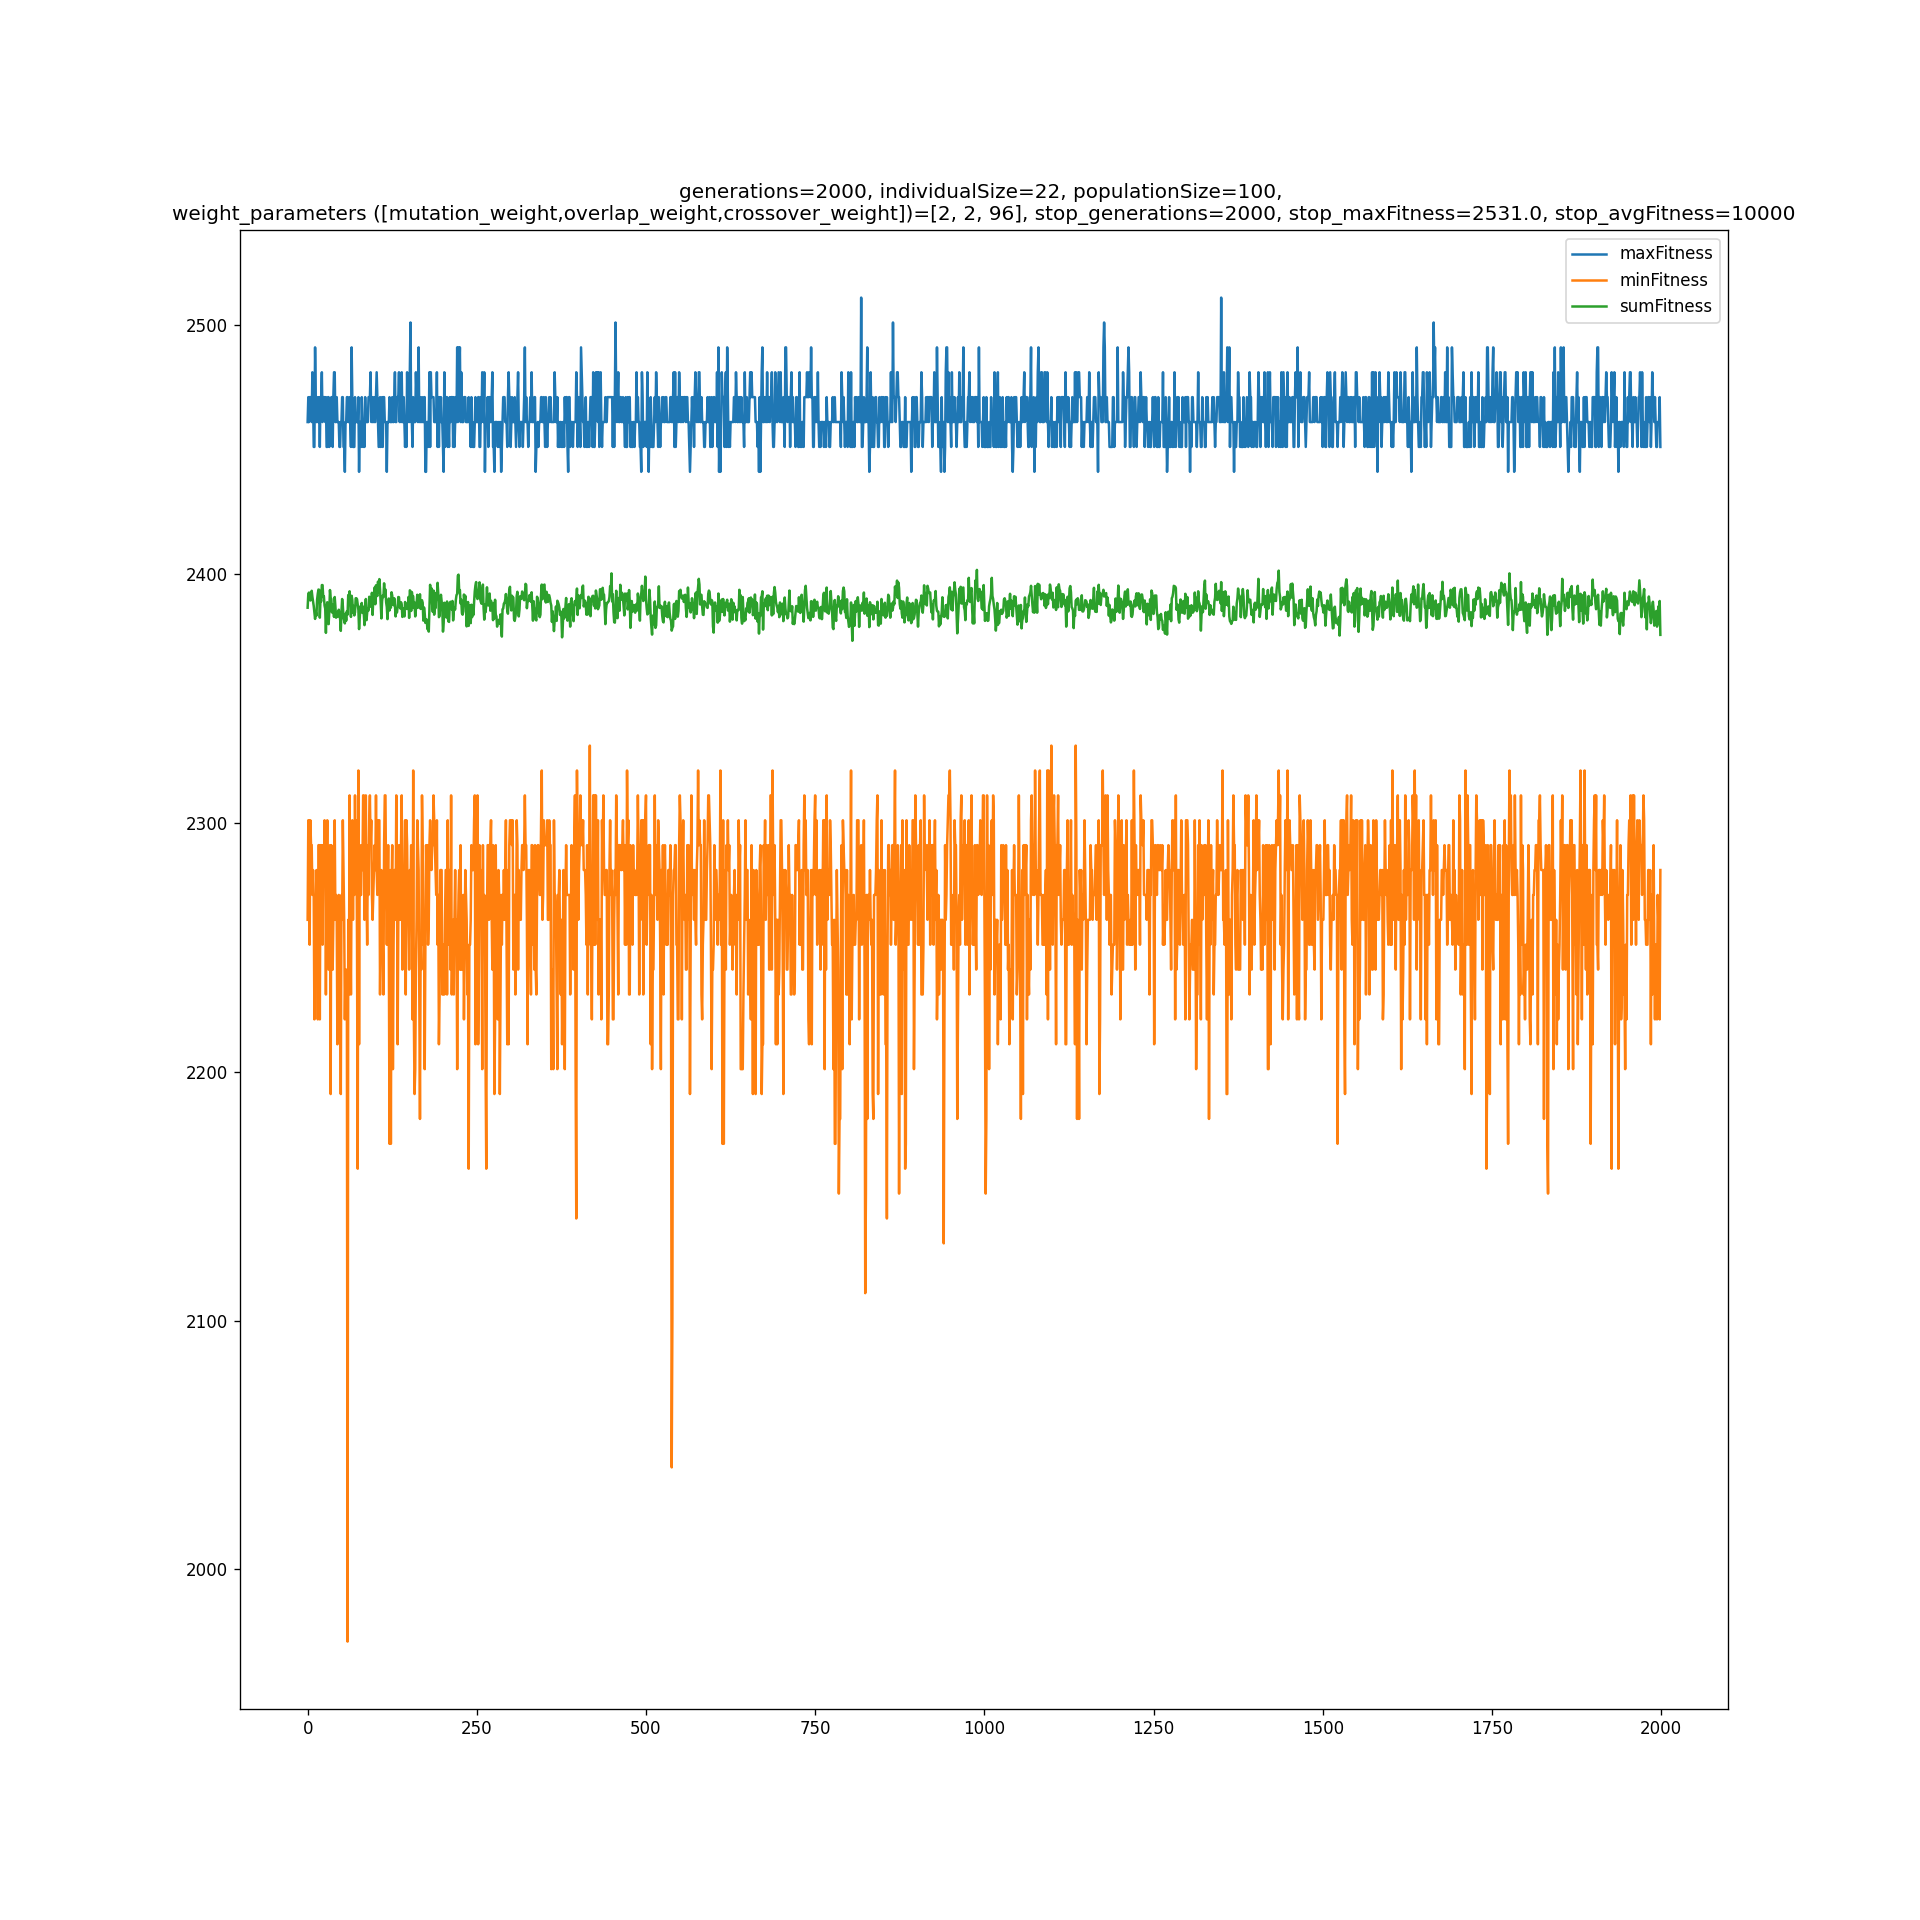 generations=2000, individualSize=22, populationSize=100,
weight_parameters ([mutation_weight,overlap_weight,crossover_weight])=[2, 2, 96], stop_generations=2000, stop_maxFitness=2531.0, stop_avgFitness=10000
maxFitness
minFitness
sumFitness
2500
2400
2300
2200
2100
2000
0 250 500 750 1000 1250 1500 1750 2000